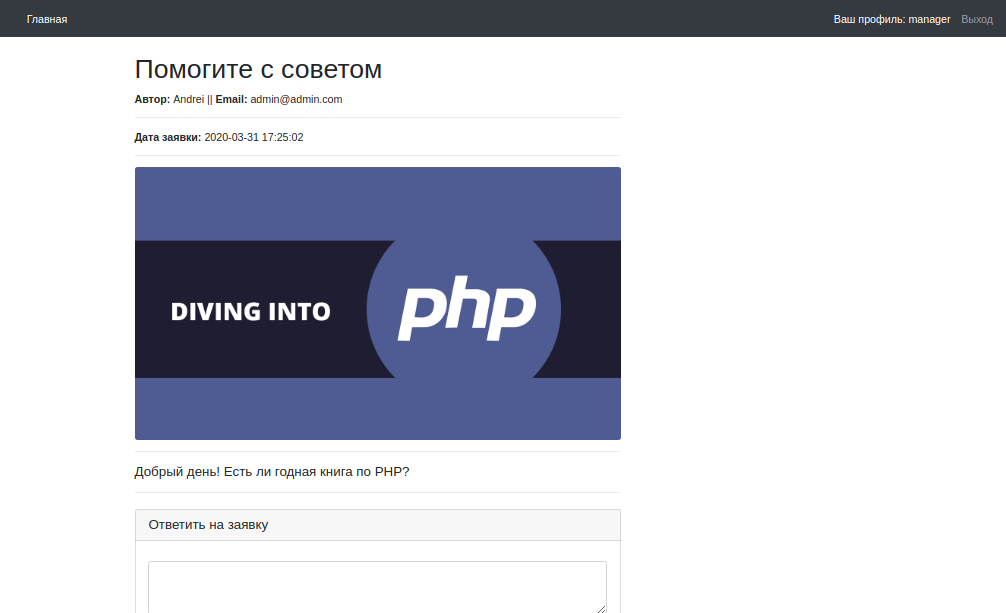 Главная
Ваш профиль: manager Выход
Помогите с советом
Автор: Andrei || Email: admin@admin.com
Дата заявки: 2020-03-31 17:25:02
DIVING INTO php
Добрый день! Есть ли годная книга по PHP?
Ответить на заявку